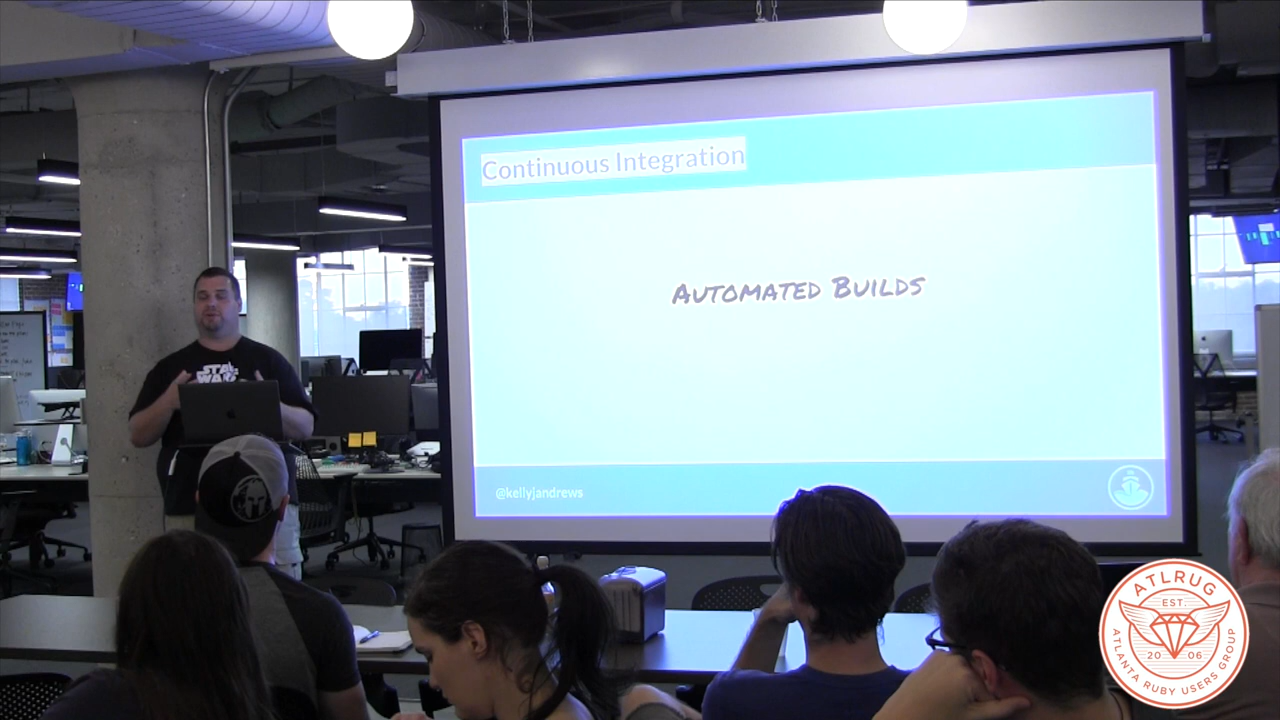 Continuous Integration
AUTOMATED BUILDS
@kellyjandrews
STAR
WARS
ATLRUG
EST.
20 06
ATLANTA RUBY USERS GROUP